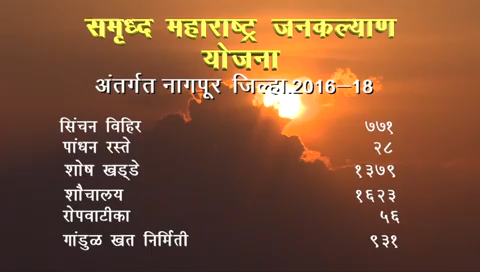 समृध्द महाराष्ट्र जनकल्याण
योजना
अंतर्गत नागपूर जिल्हा.2016–18
सिंचन विहिर ७७१
पांधन रस्ते २८
शोष खड्डे १३७९
शौचालय १६२३
रोपवाटीका ५६
गांडुळ खत निर्मिती ९३१